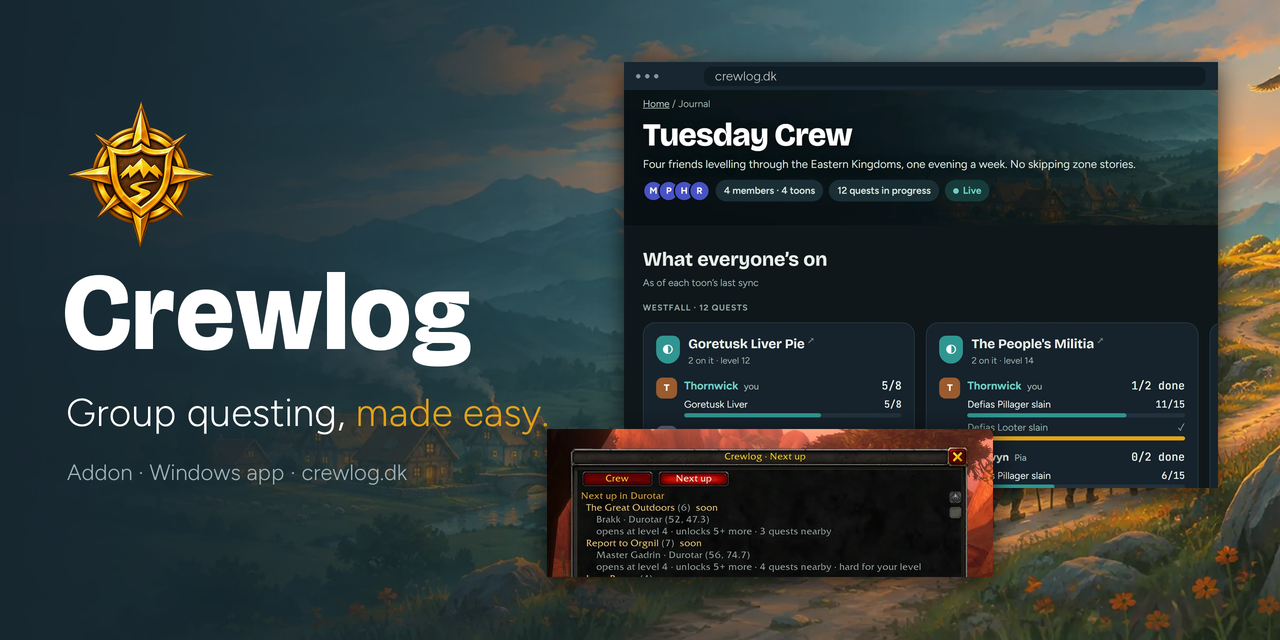 Crewlog
Group questing, made easy.
Addon · Windows app · crewlog.dk
crewlog.dk
Home / Journal
Tuesday Crew
Four friends levelling through the Eastern Kingdoms, one evening a week. No skipping zone stories.
M P H R 4 members · 4 toons 12 quests in progress Live
What everyone's on
As of each toon's last sync
WESTFALL · 12 QUESTS
Goretusk Liver Pie ↗
2 on it · level 12
T Thornwick you 5/8
Goretusk Liver 5/8
The People's Militia ↗
2 on it · level 14
T Thornwick you 1/2 done
Defias Pillager slain 11/15
Defias Looter slain ✓
Pia 0/2 done
slain 6/15
Crewlog · Next up
Crew Next up
Next up in Durotar
The Great Outdoors (6) soon
Brakk · Durotar (52, 47.3)
opens at level 4 · unlocks 5+ more · 3 quests nearby
Report to Orgnil (7) soon
Master Gadrin · Durotar (56, 74.7)
opens at level 4 · unlocks 5+ more · 4 quests nearby · hard for your level